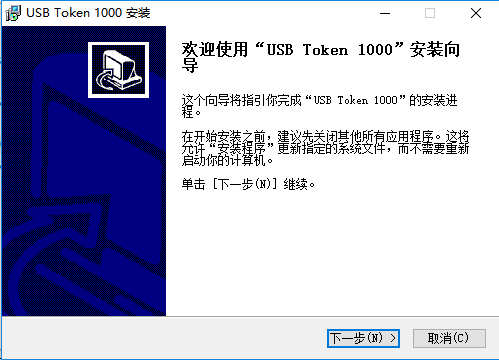 USB Token 1000 安装
欢迎使用“USB Token 1000”安装向
导
这个向导将指引你完成“USB Token 1000”的安装进
程。
在开始安装之前，建议先关闭其他所有应用程序。这将
允许“安装程序”更新指定的系统文件，而不需要重新
启动你的计算机。
单击 [下一步(N)] 继续。
下一步(N) >
取消(C)